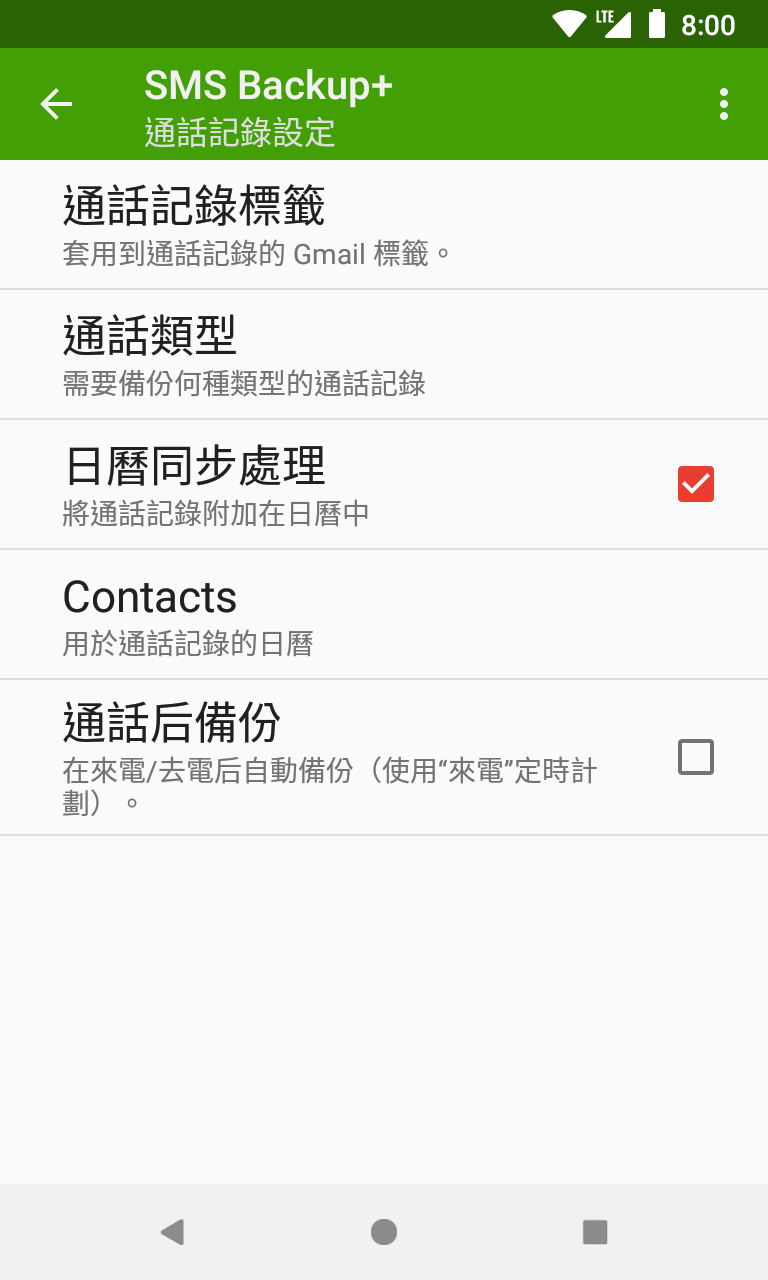 LTE 8:00
SMS Backup+
通話記錄設定
通話記錄標籤
套用到通話記錄的 Gmail 標籤。
通話類型
需要備份何種類型的通話記錄
日曆同步處理
將通話記錄附加在日曆中
Contacts
用於通話記錄的日曆
通話后備份
在來電/去電后自動備份（使用“來電”定時計
劃）。